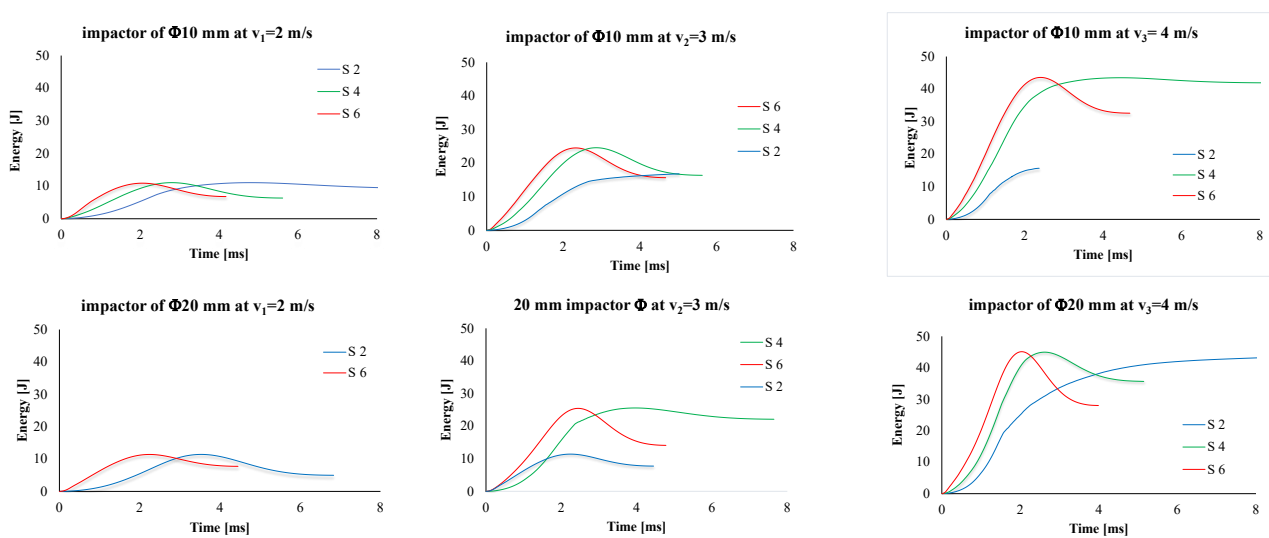 impactor of Φ10 mm at v₁=2 m/s
50
40
30
20
10
0
Energy [J]
S 2
S 4
S 6
0 2 4 6 8
Time [ms]
impactor of Φ10 mm at v₂=3 m/s
50
40
30
20
10
0
Energy [J]
S 6
S 4
S 2
0 2 4 6 8
Time [ms]
impactor of Φ10 mm at v₃= 4 m/s
50
40
30
20
10
0
Energy [J]
S 2
S 4
S 6
0 2 4 6 8
Time [ms]
impactor of Φ20 mm at v₁=2 m/s
50
40
30
20
10
0
Energy [J]
S 2
S 6
0 2 4 6 8
Time [ms]
20 mm impactor Φ at v₂=3 m/s
50
40
30
20
10
0
Energy [J]
S 4
S 6
S 2
0 2 4 6 8
Time [ms]
impactor of Φ20 mm at v₃=4 m/s
50
40
30
20
10
0
Energy [J]
S 2
S 4
S 6
0 2 4 6 8
Time [ms]